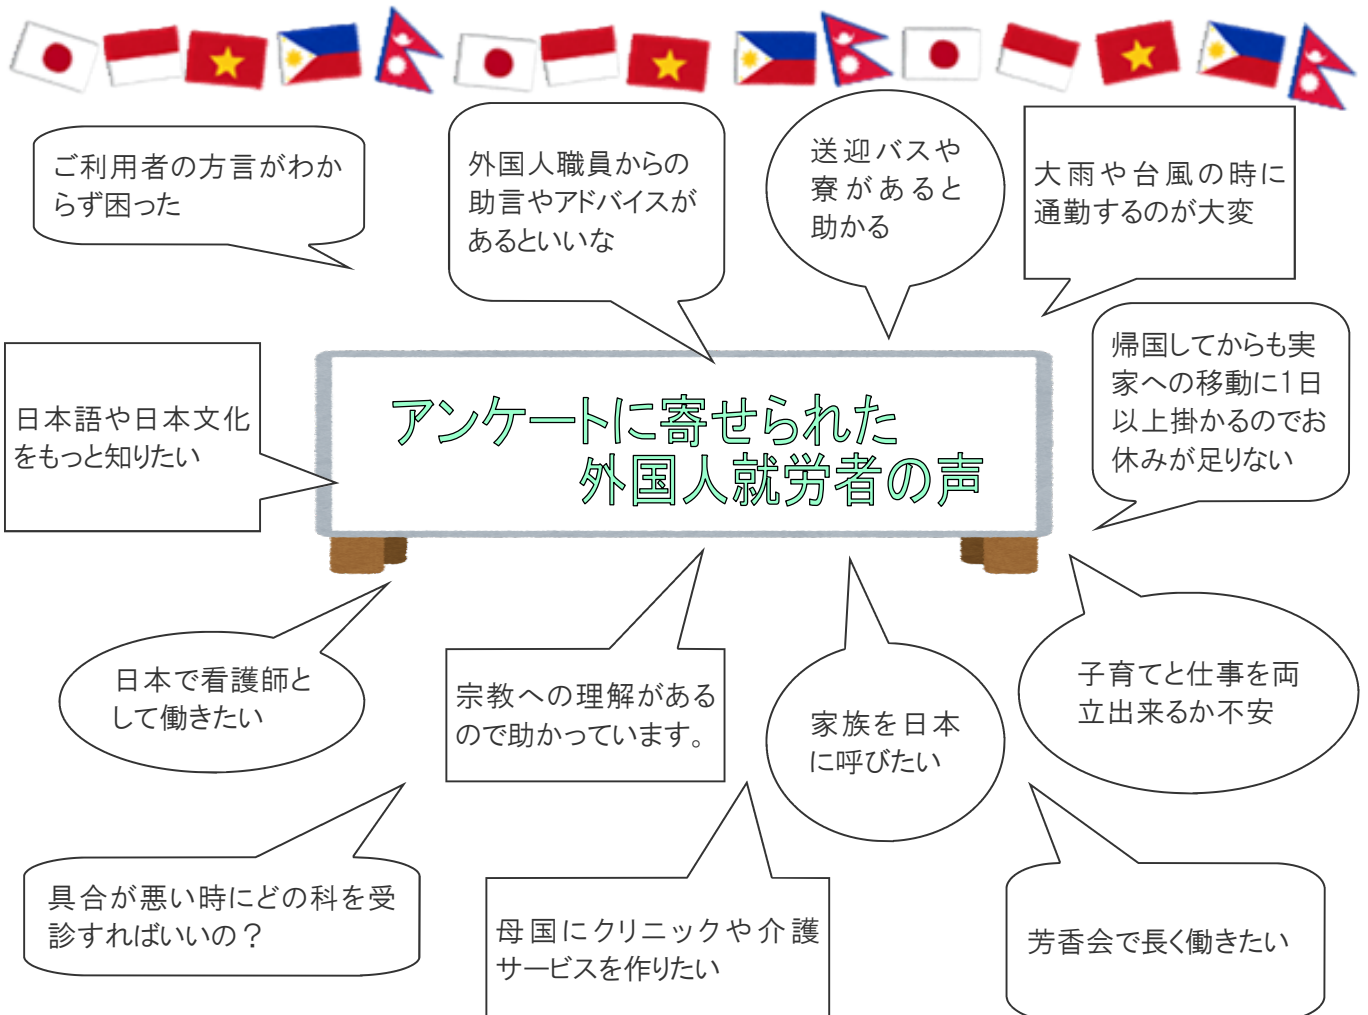 ご利用者の方言がわか
らず困った
外国人職員からの
助言やアドバイスが
あるといいな
送迎バスや
寮があると
助かる
大雨や台風の時に
通勤するのが大変
帰国してからも実
家への移動に1日
以上掛かるのでお
休みが足りない
日本語や日本文化
をもっと知りたい
アンケートに寄せられた
外国人就労者の声
日本で看護師と
して働きたい
宗教への理解がある
ので助かっています。
家族を日本
に呼びたい
子育てと仕事を両
立出来るか不安
具合が悪い時にどの科を受
診すればいいの？
母国にクリニックや介護
サービスを作りたい
芳香会で長く働きたい